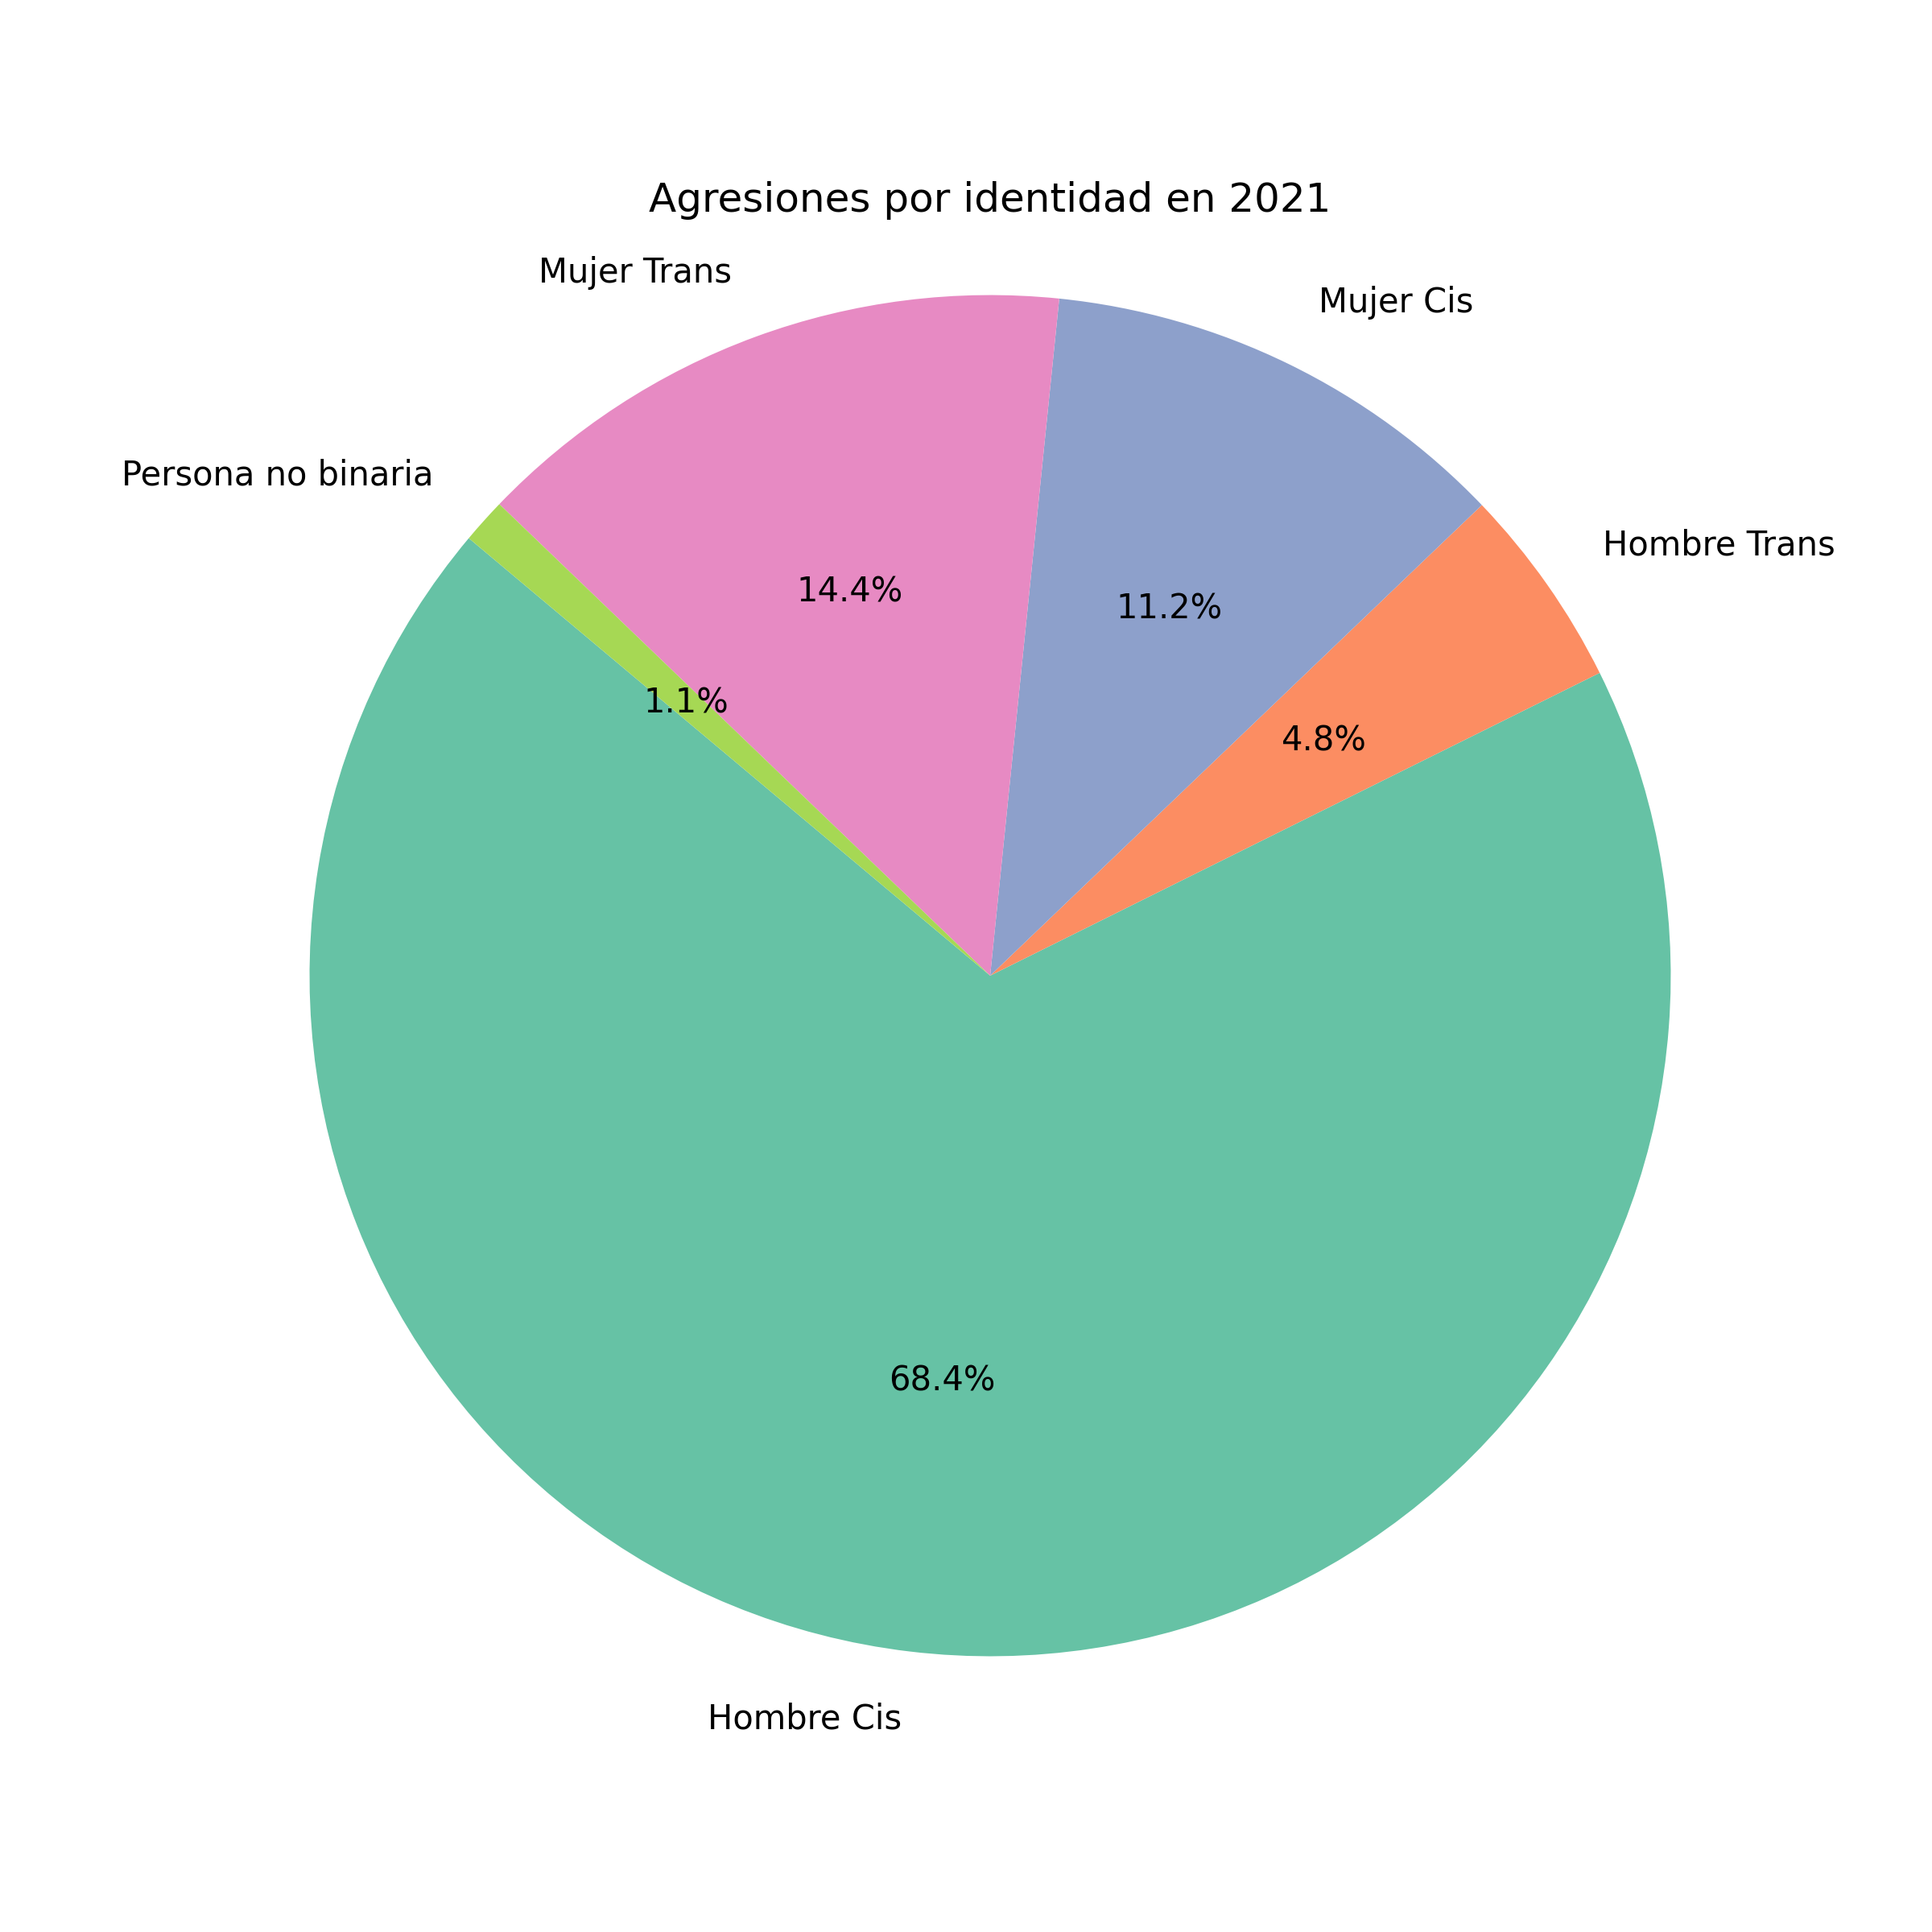 Agresiones por identidad en 2021
Mujer Trans
Mujer Cis
Persona no binaria
Hombre Trans
14.4%
11.2%
1.1%
4.8%
68.4%
Hombre Cis